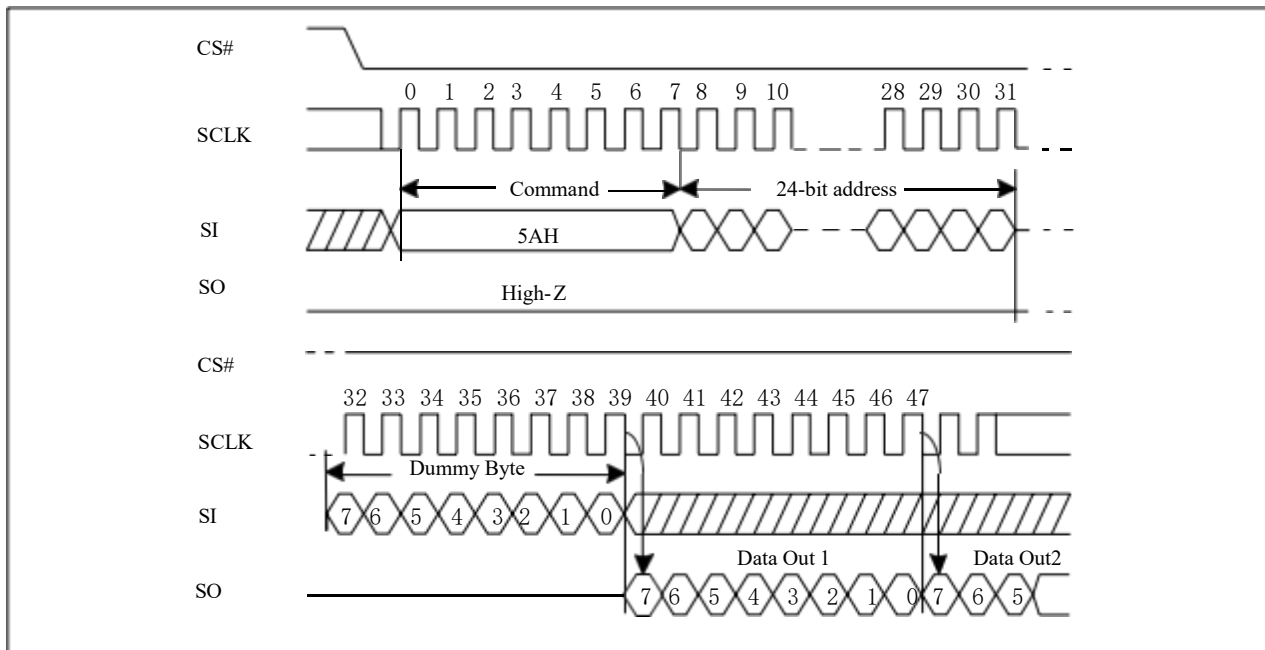 CS#
0 1 2 3 4 5 6 7 8 9 10 28 29 30 31
SCLK
Command 24-bit address
SI
5AH
SO
High-Z
CS#
32 33 34 35 36 37 38 39 40 41 42 43 44 45 46 47
SCLK
Dummy Byte
SI
7 6 5 4 3 2 1 0
Data Out 1 Data Out2
SO
7 6 5 4 3 2 1 0 7 6 5